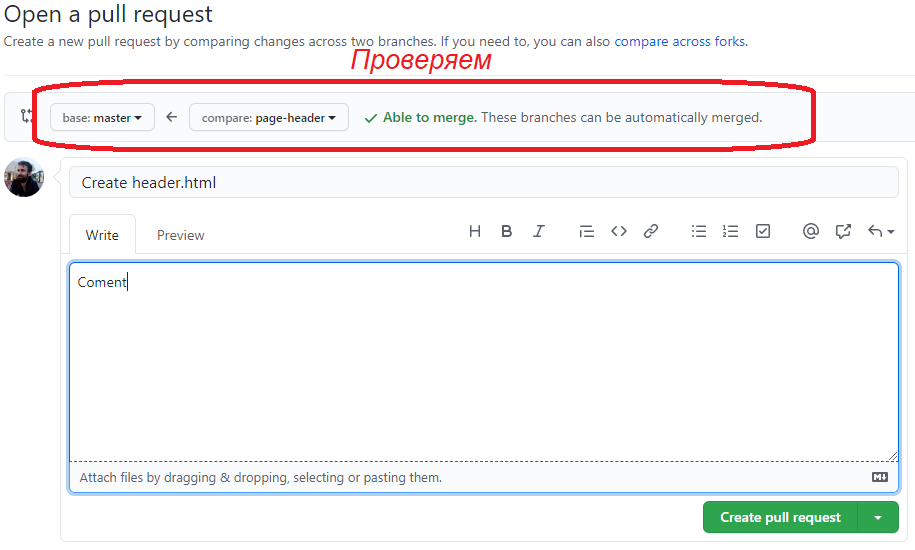 Open a pull request
Create a new pull request by comparing changes across two branches. If you need to, you can also compare across forks.
Проверяем
base: master compare: page-header Able to merge. These branches can be automatically merged.
Create header.html
Write Preview H B I
Coment
Attach files by dragging & dropping, selecting or pasting them.
Create pull request